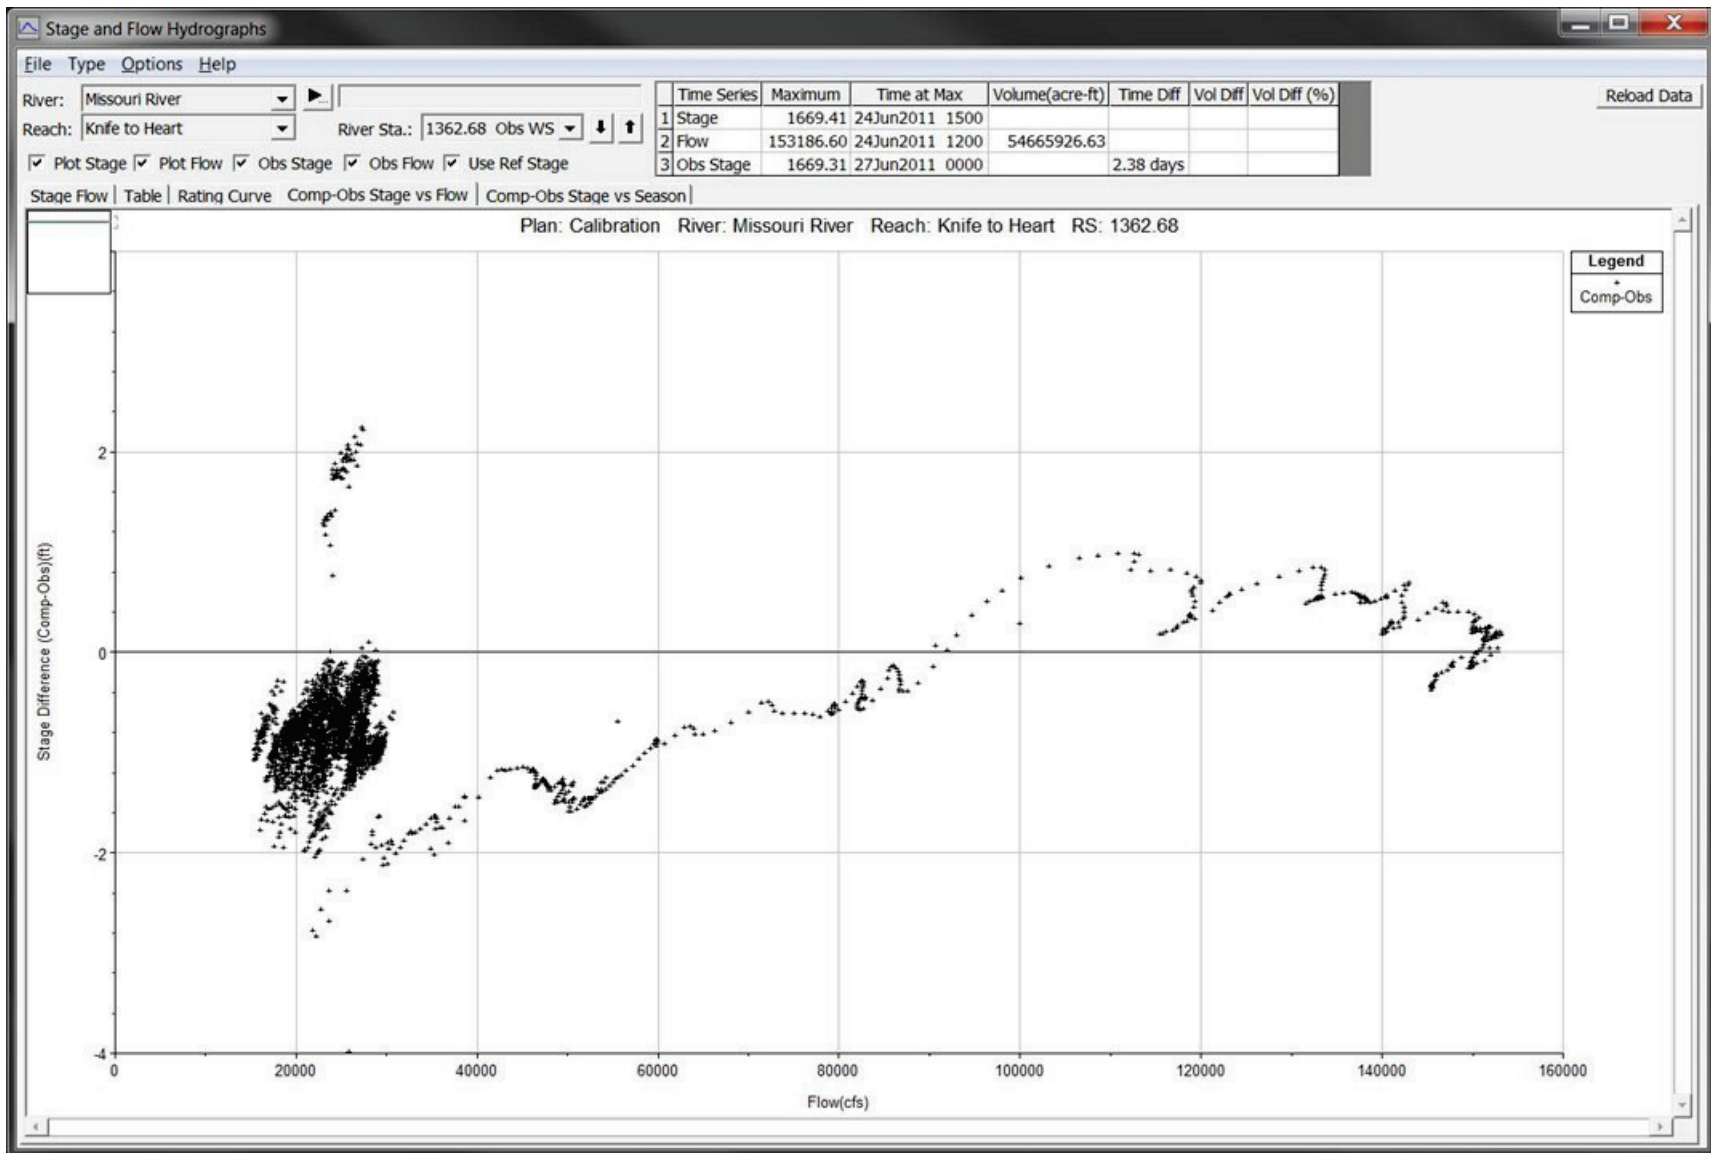 Stage and Flow Hydrographs
File Type Options Help
River: Missouri River
Reach: Knife to Heart River Sta.: 1362.68 Obs WS
Plot Stage Plot Flow Obs Stage Obs Flow Use Ref Stage
Time Series Maximum Time at Max Volume(acre-ft) Time Diff Vol Diff Vol Diff (%)
1 Stage 1669.41 24Jun2011 1500
2 Flow 153186.60 24Jun2011 1200 54665926.63
3 Obs Stage 1669.31 27Jun2011 0000 2.38 days
Reload Data
Stage Flow Table Rating Curve Comp-Obs Stage vs Flow Comp-Obs Stage vs Season
Plan: Calibration River: Missouri River Reach: Knife to Heart RS: 1362.68
Legend
Comp-Obs
Stage Difference (Comp-Obs)(ft)
2
0
-2
-4
0 20000 40000 60000 80000 100000 120000 140000 160000
Flow(cfs)